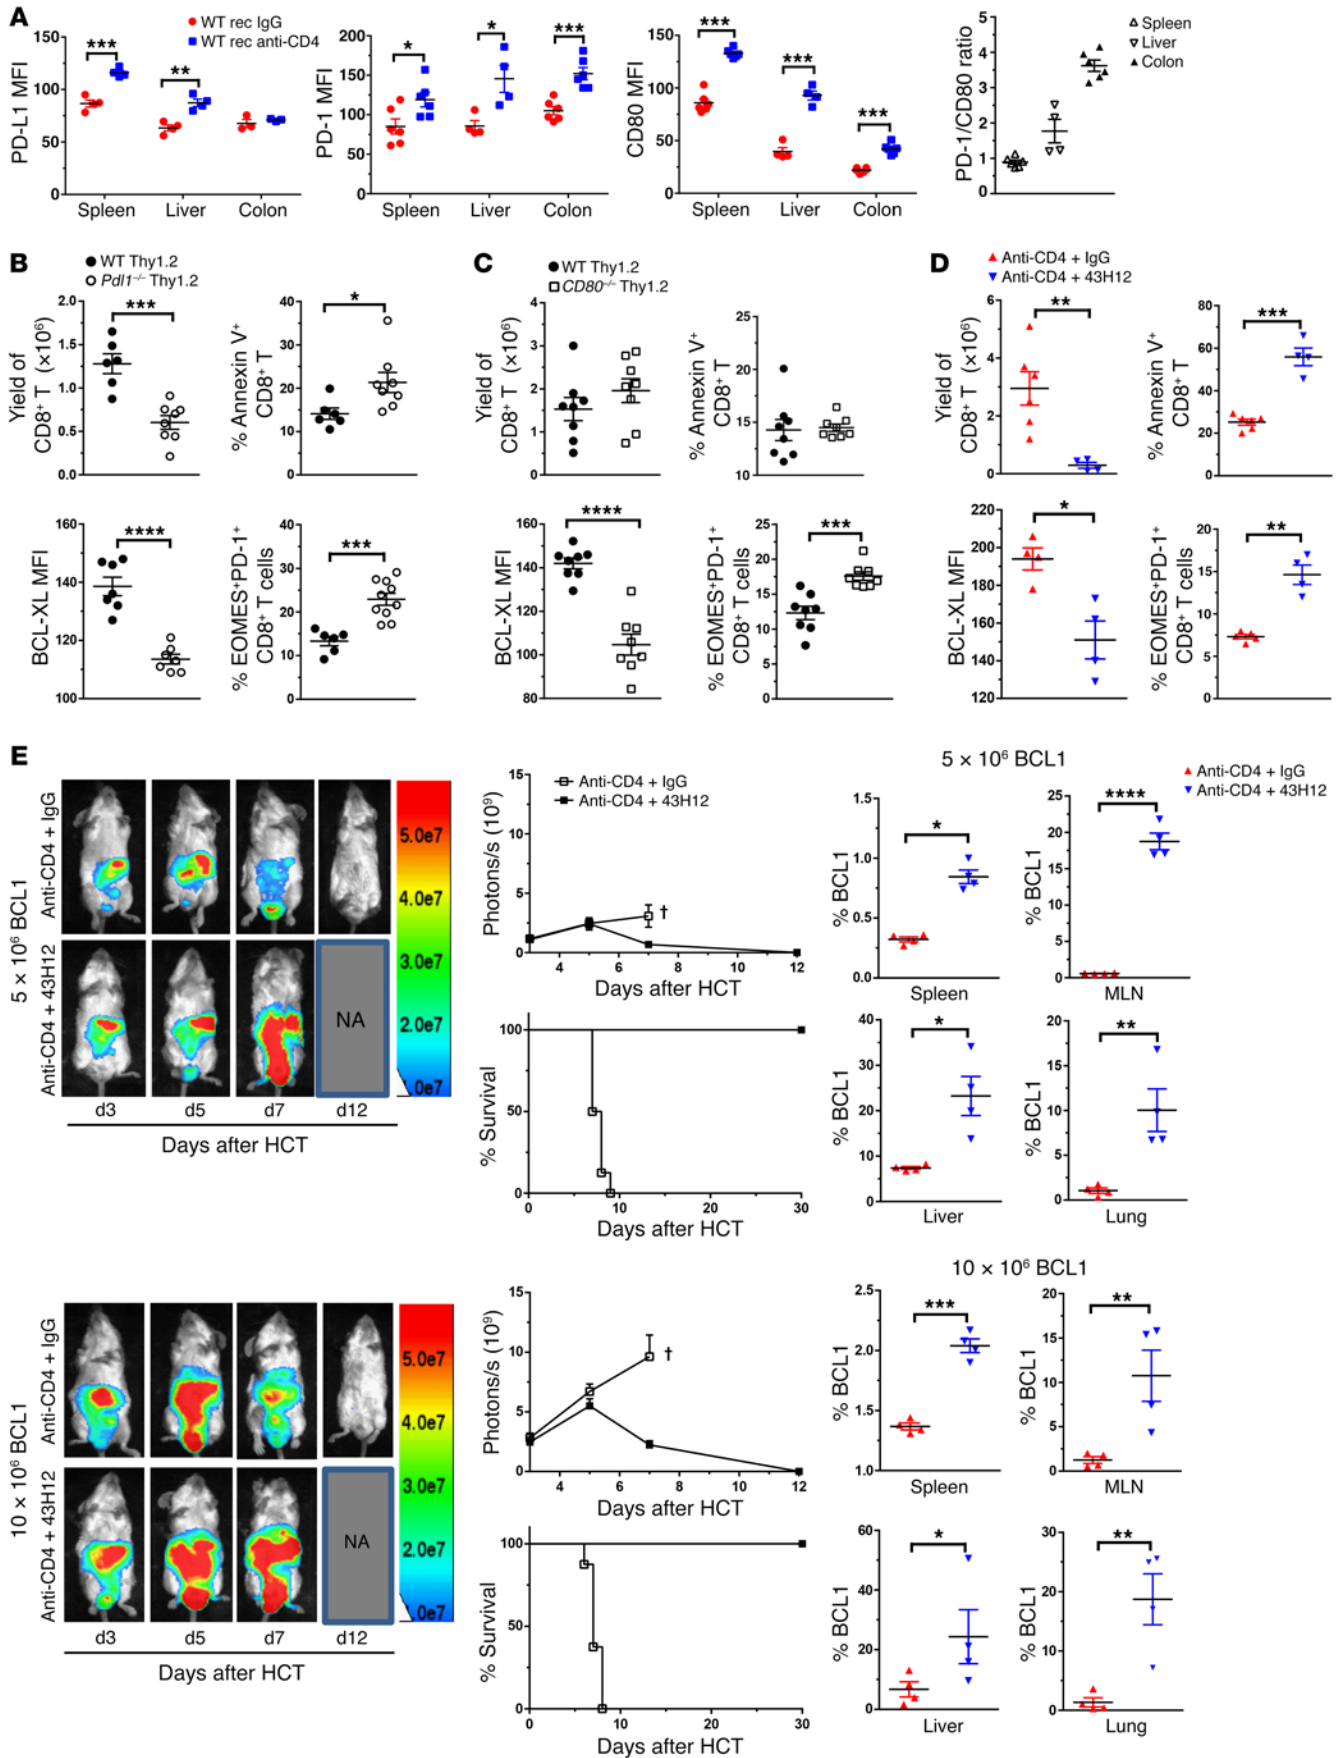 A
WT rec IgG
WT rec anti-CD4
PD-L1 MFI
150
100
50
0
Spleen Liver Colon
*** **
PD-1 MFI
200
150
100
50
0
Spleen Liver Colon
* * ***
CD80 MFI
150
100
50
0
Spleen Liver Colon
*** *** ***
PD-1/CD80 ratio
5
4
3
2
1
0
Spleen
Liver
Colon
B
WT Thy1.2
Pdl1−/− Thy1.2
Yield of
CD8+ T (×10⁶)
2.0
1.5
1.0
0.5
0.0
***
% Annexin V+
CD8+ T
40
30
20
10
0
*
BCL-XL MFI
160
140
120
100
****
% EOMES+PD-1+
CD8+ T cells
40
30
20
10
0
***
C
WT Thy1.2
CD80−/− Thy1.2
Yield of
CD8+ T (×10⁶)
4
3
2
1
0
% Annexin V+
CD8+ T
25
20
15
10
BCL-XL MFI
160
140
120
100
80
****
% EOMES+PD-1+
CD8+ T cells
25
20
15
10
5
0
***
D
Anti-CD4 + IgG
Anti-CD4 + 43H12
Yield of
CD8+ T (×10⁶)
6
4
2
0
**
% Annexin V+
CD8+ T
80
60
40
20
0
***
BCL-XL MFI
220
200
180
160
140
120
*
% EOMES+PD-1+
CD8+ T cells
20
15
10
5
0
**
E
5 × 10⁶ BCL1
Anti-CD4 + IgG
Anti-CD4 + 43H12
NA
5.0e7
4.0e7
3.0e7
2.0e7
1.0e7
d3 d5 d7 d12
Days after HCT
Anti-CD4 + IgG
Anti-CD4 + 43H12
Photons/s (10⁹)
15
10
5
0
†
4 6 8 10 12
Days after HCT
% Survival
100
50
0
0 10 20 30
Days after HCT
5 × 10⁶ BCL1
Anti-CD4 + IgG
Anti-CD4 + 43H12
% BCL1
1.5
1.0
0.5
0.0
*
Spleen
% BCL1
25
20
15
10
5
0
****
MLN
% BCL1
40
30
20
10
0
*
Liver
% BCL1
20
15
10
5
0
**
Lung
10 × 10⁶ BCL1
Anti-CD4 + IgG
Anti-CD4 + 43H12
NA
5.0e7
4.0e7
3.0e7
2.0e7
1.0e7
d3 d5 d7 d12
Days after HCT
Photons/s (10⁹)
15
10
5
0
†
4 6 8 10 12
Days after HCT
% Survival
100
50
0
0 10 20 30
Days after HCT
10 × 10⁶ BCL1
% BCL1
2.5
2.0
1.5
1.0
***
Spleen
% BCL1
20
15
10
5
0
**
MLN
% BCL1
60
40
20
0
*
Liver
% BCL1
30
20
10
0
**
Lung